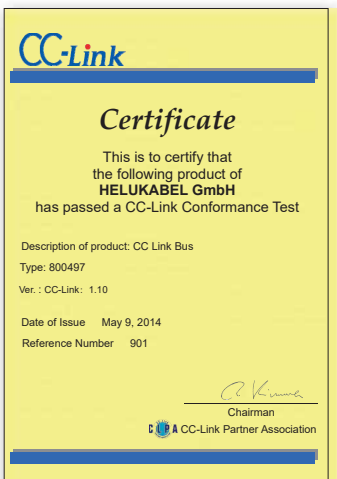 CC-Link
Certificate
This is to certify that
the following product of
HELUKABEL GmbH
has passed a CC-Link Conformance Test
Description of product: CC Link Bus
Type: 800497
Ver. : CC-Link: 1.10
Date of Issue May 9, 2014
Reference Number 901
Chairman
CLPA CC-Link Partner Association